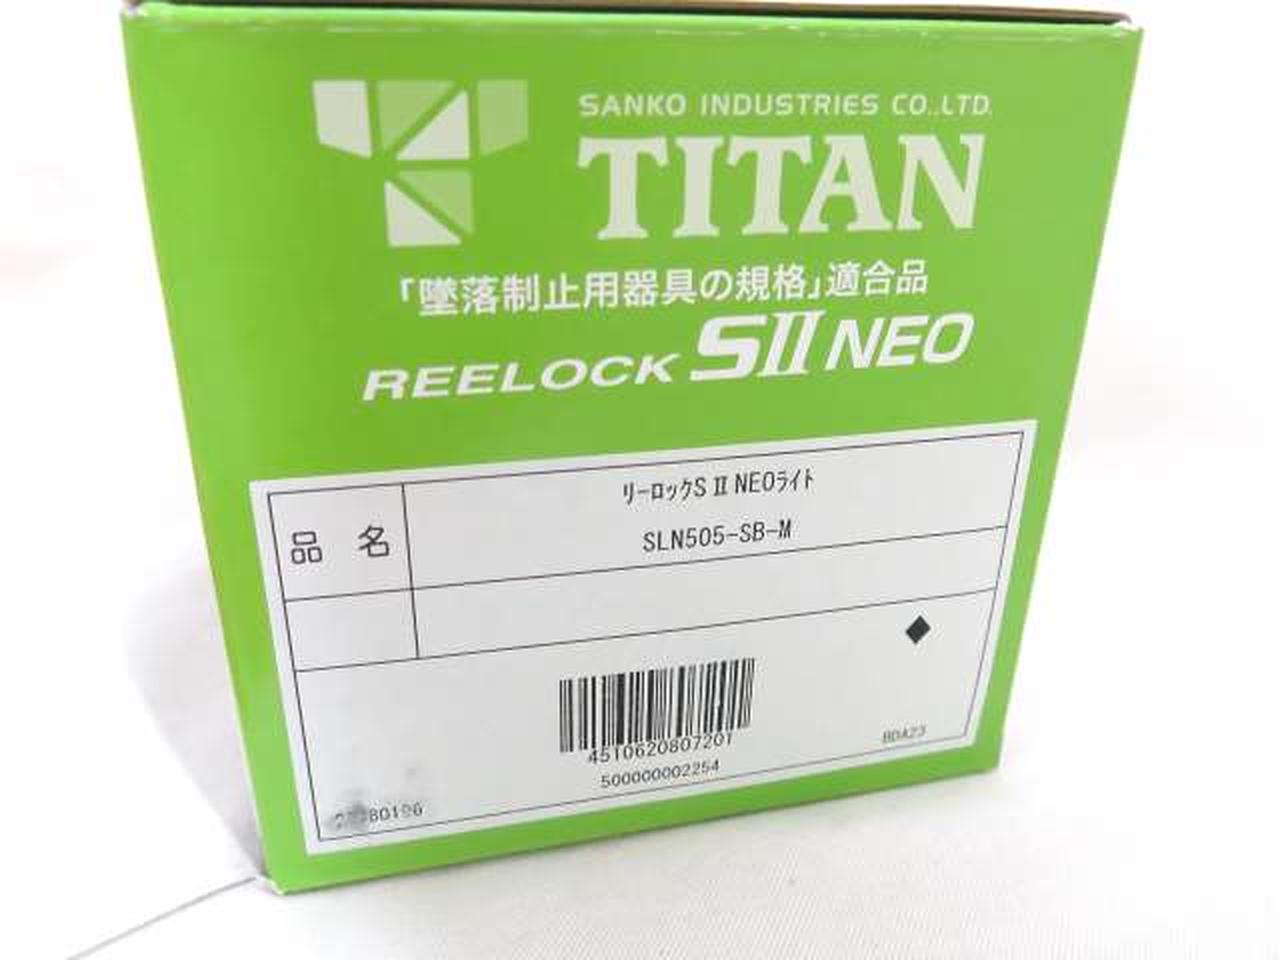 SANKO INDUSTRIES CO.,LTD.
TITAN
「墜落制止用器具の規格」適合品
REELOCK SII NEO
品 名
ﾘｰﾛｯｸSⅡNEOﾗｲﾄ
SLN505-SB-M
4510620807201
500000002254
BDA23